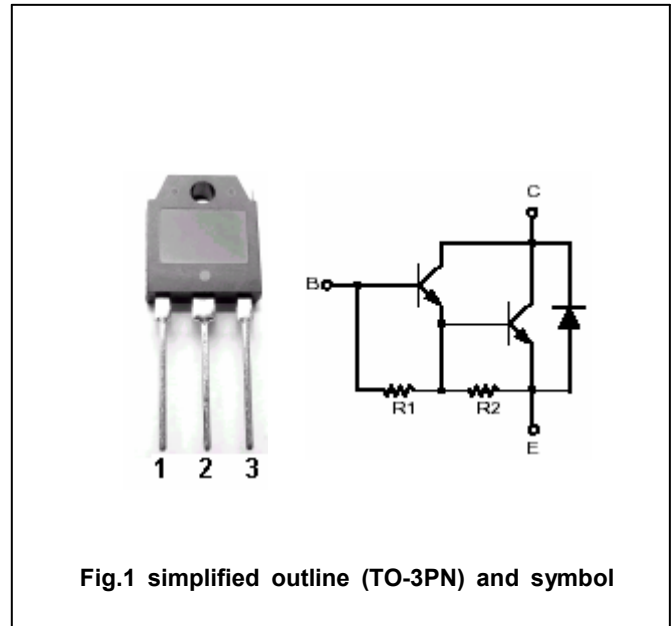 C
B
R1 R2
E
1 2 3
Fig.1 simplified outline (TO-3PN) and symbol